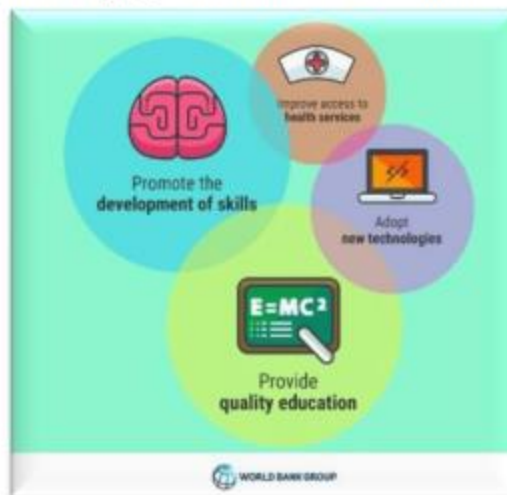 Improve access to
health services
Promote the
development of skills
Adopt
new technologies
E=MC²
Provide
quality education
WORLD BANK GROUP